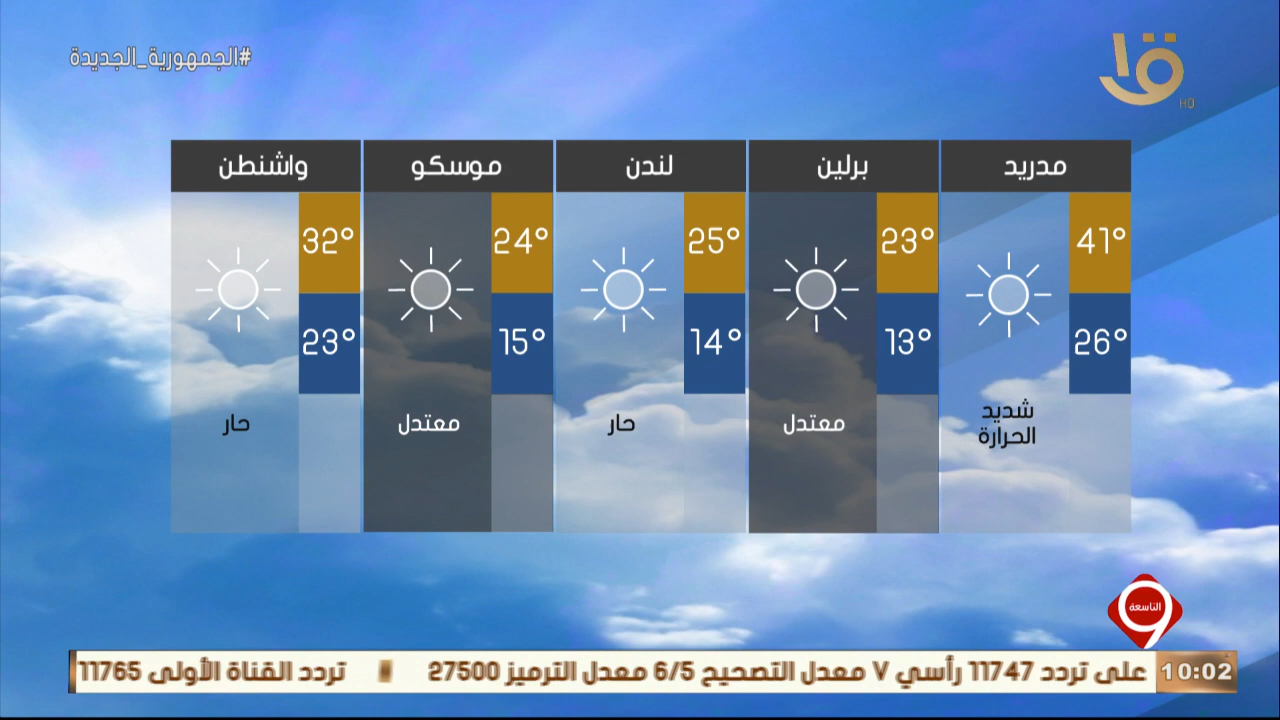 #الجمهورية_الجديدة
HD
مدريد
41°
26°
شديد
الحرارة
برلين
23°
13°
معتدل
لندن
25°
14°
حار
موسكو
24°
15°
معتدل
واشنطن
32°
23°
حار
التاسعة
9
10:02
على تردد 11747 رأسي V معدل التصحيح 6/5 معدل الترميز 27500
تردد القناة الأولى 11765